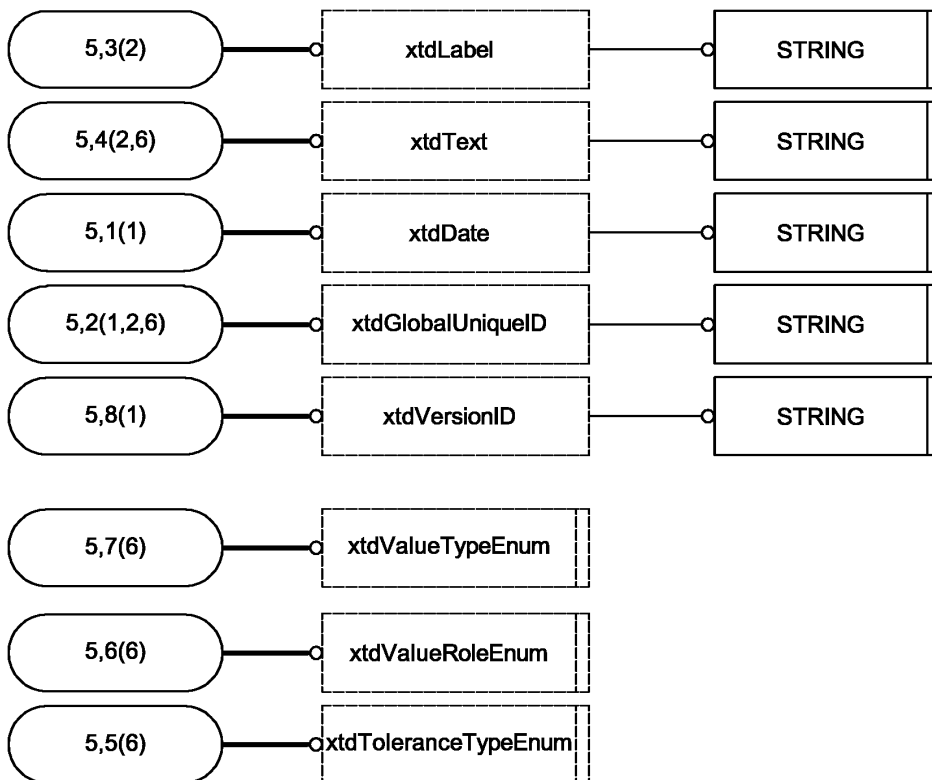 5,3(2) xtdLabel STRING
5,4(2,6) xtdText STRING
5,1(1) xtdDate STRING
5,2(1,2,6) xtdGlobalUniqueID STRING
5,8(1) xtdVersionID STRING
5,7(6) xtdValueTypeEnum
5,6(6) xtdValueRoleEnum
5,5(6) xtdToleranceTypeEnum